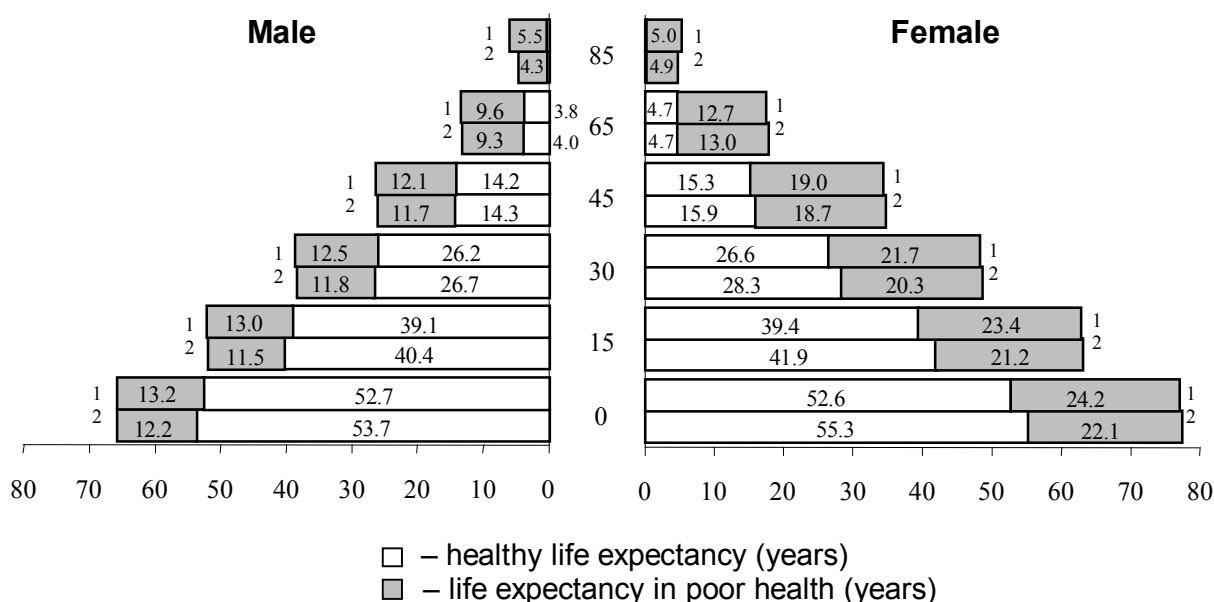 Male Female
1 5.5 85 5.0 1
2 4.3 4.9 2
1 9.6 3.8 65 4.7 12.7 1
2 9.3 4.0 4.7 13.0 2
1 12.1 14.2 45 15.3 19.0 1
2 11.7 14.3 15.9 18.7 2
1 12.5 26.2 30 26.6 21.7 1
2 11.8 26.7 28.3 20.3 2
1 13.0 39.1 15 39.4 23.4 1
2 11.5 40.4 41.9 21.2 2
1 13.2 52.7 0 52.6 24.2 1
2 12.2 53.7 55.3 22.1 2
80 70 60 50 40 30 20 10 0 0 10 20 30 40 50 60 70 80
– healthy life expectancy (years)
– life expectancy in poor health (years)